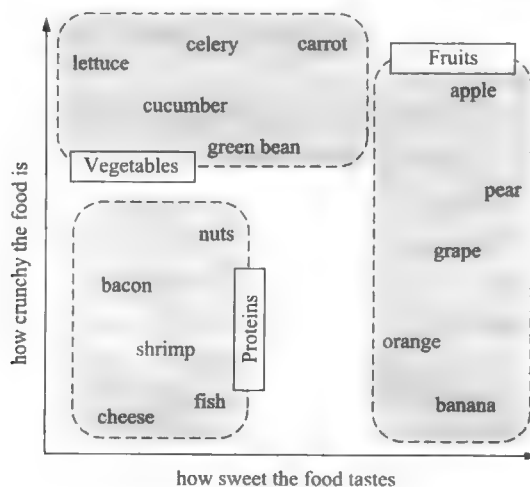 celery
carrot
lettuce
Fruits
apple
cucumber
green bean
Vegetables
pear
nuts
grape
bacon
Proteins
shrimp
orange
fish
cheese
banana
how crunchy the food is
how sweet the food tastes